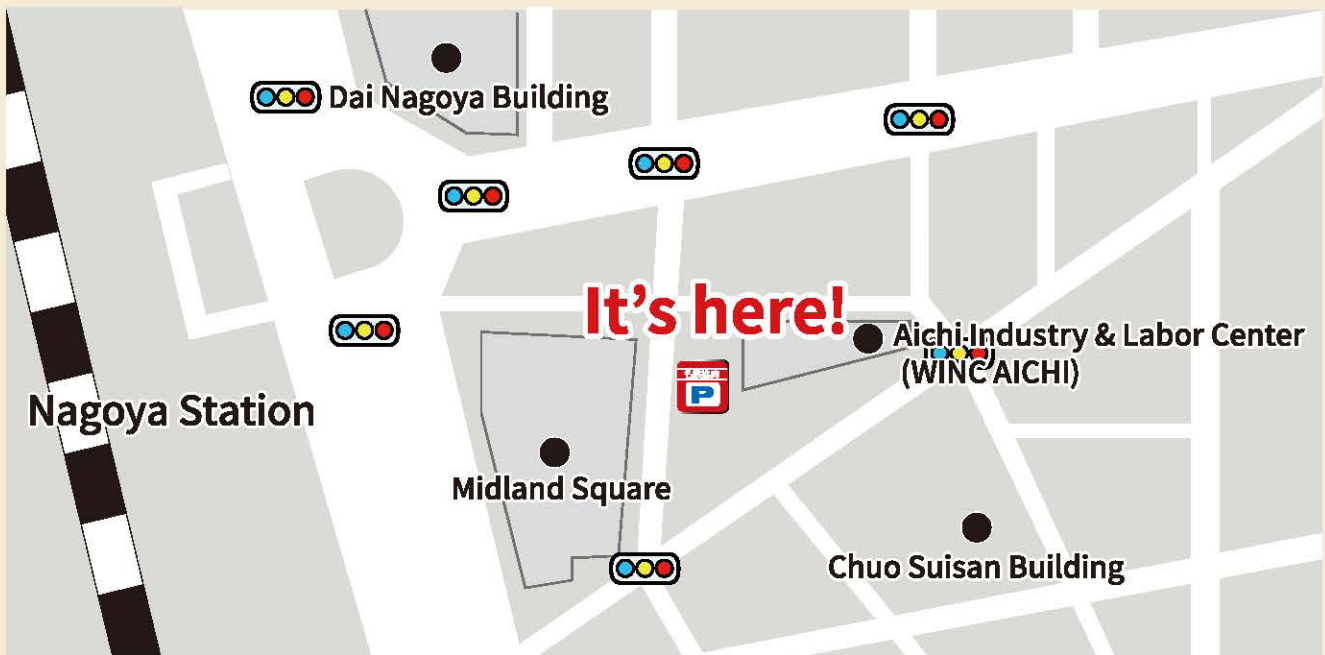 Dai Nagoya Building
It's here!
Aichi Industry & Labor Center
(WINC AICHI)
P
Nagoya Station
Midland Square
Chuo Suisan Building